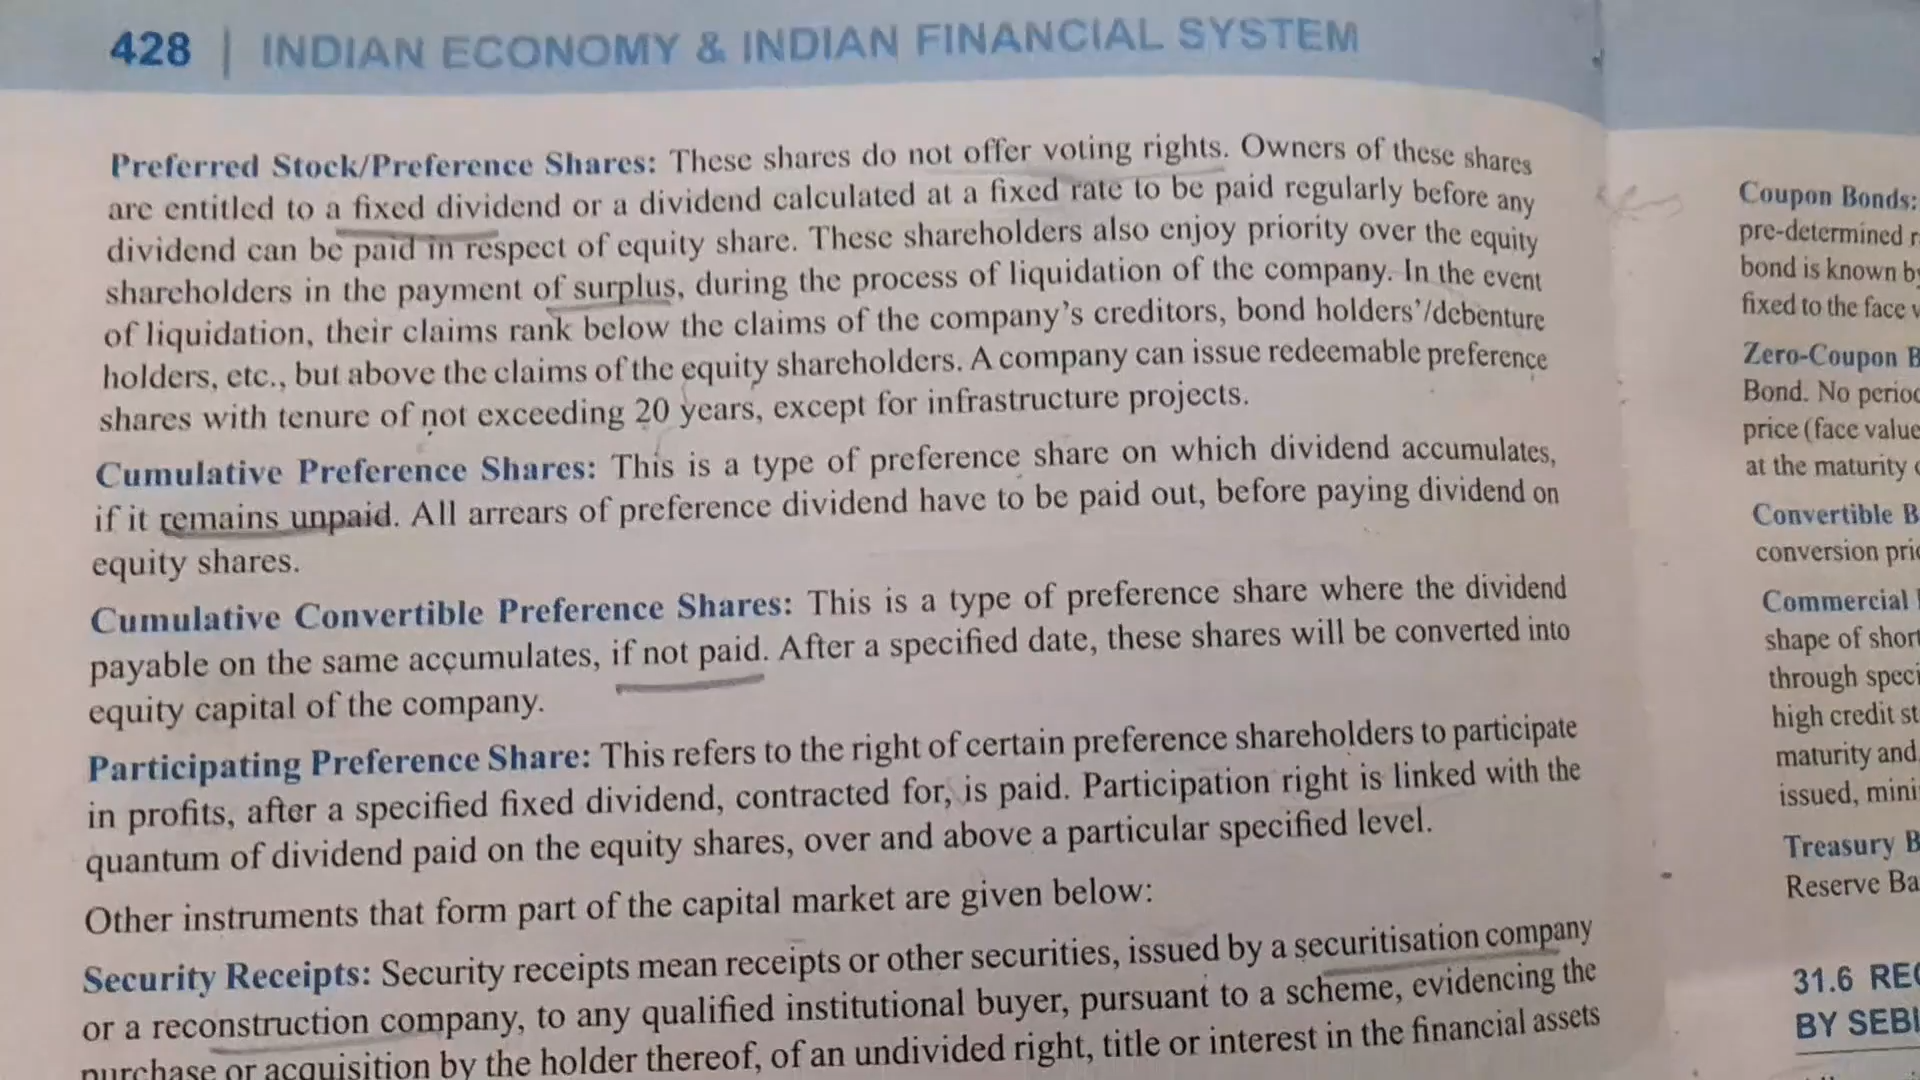 428 | INDIAN ECONOMY & INDIAN FINANCIAL SYSTEM
Preferred Stock/Preference Shares: These shares do not offer voting rights. Owners of these shares
are entitled to a fixed dividend or a dividend calculated at a fixed rate to be paid regularly before any
dividend can be paid in respect of equity share. These shareholders also enjoy priority over the equity
shareholders in the payment of surplus, during the process of liquidation of the company. In the event
of liquidation, their claims rank below the claims of the company's creditors, bond holders'/debenture
holders, etc., but above the claims of the equity shareholders. A company can issue redeemable preference
shares with tenure of not exceeding 20 years, except for infrastructure projects.
Cumulative Preference Shares: This is a type of preference share on which dividend accumulates,
if it remains unpaid. All arrears of preference dividend have to be paid out, before paying dividend on
equity shares.
Cumulative Convertible Preference Shares: This is a type of preference share where the dividend
payable on the same accumulates, if not paid. After a specified date, these shares will be converted into
equity capital of the company.
Participating Preference Share: This refers to the right of certain preference shareholders to participate
in profits, after a specified fixed dividend, contracted for, is paid. Participation right is linked with the
quantum of dividend paid on the equity shares, over and above a particular specified level.
Other instruments that form part of the capital market are given below:
Security Receipts: Security receipts mean receipts or other securities, issued by a securitisation company
or a reconstruction company, to any qualified institutional buyer, pursuant to a scheme, evidencing the
purchase or acquisition by the holder thereof, of an undivided right, title or interest in the financial assets
Coupon Bonds:
pre-determined
bond is known
fixed to the face
Zero-Coupon
Bond. No
price (face value
at the maturity
Convertible
conversion
Commercial
shape of short
through
high credit
maturity and
issued,
Treasury
Reserve
31.6
BY SEBI